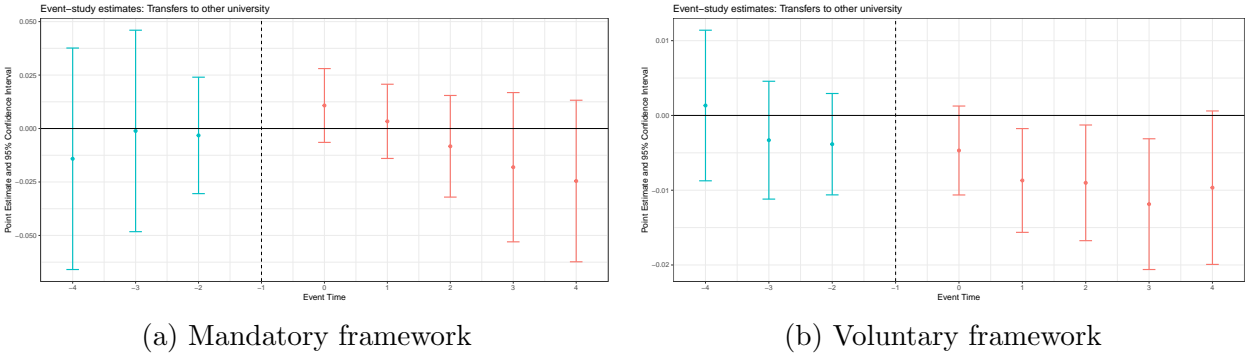 Event−study estimates: Transfers to other university
Point Estimate and 95% Confidence Interval
0.050
0.025
0.000
−0.025
−0.050
−4 −3 −2 −1 0 1 2 3 4
Event Time
(a) Mandatory framework
Event−study estimates: Transfers to other university
Point Estimate and 95% Confidence Interval
0.01
0.00
−0.01
−0.02
−4 −3 −2 −1 0 1 2 3 4
Event Time
(b) Voluntary framework